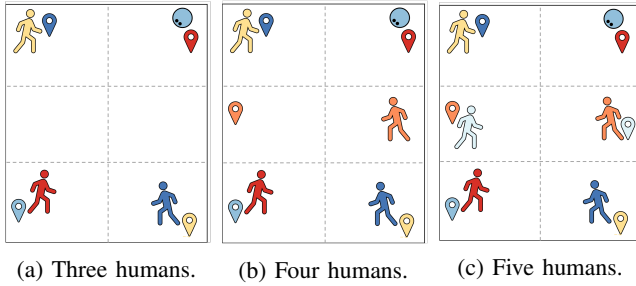 (a) Three humans.
(b) Four humans.
(c) Five humans.